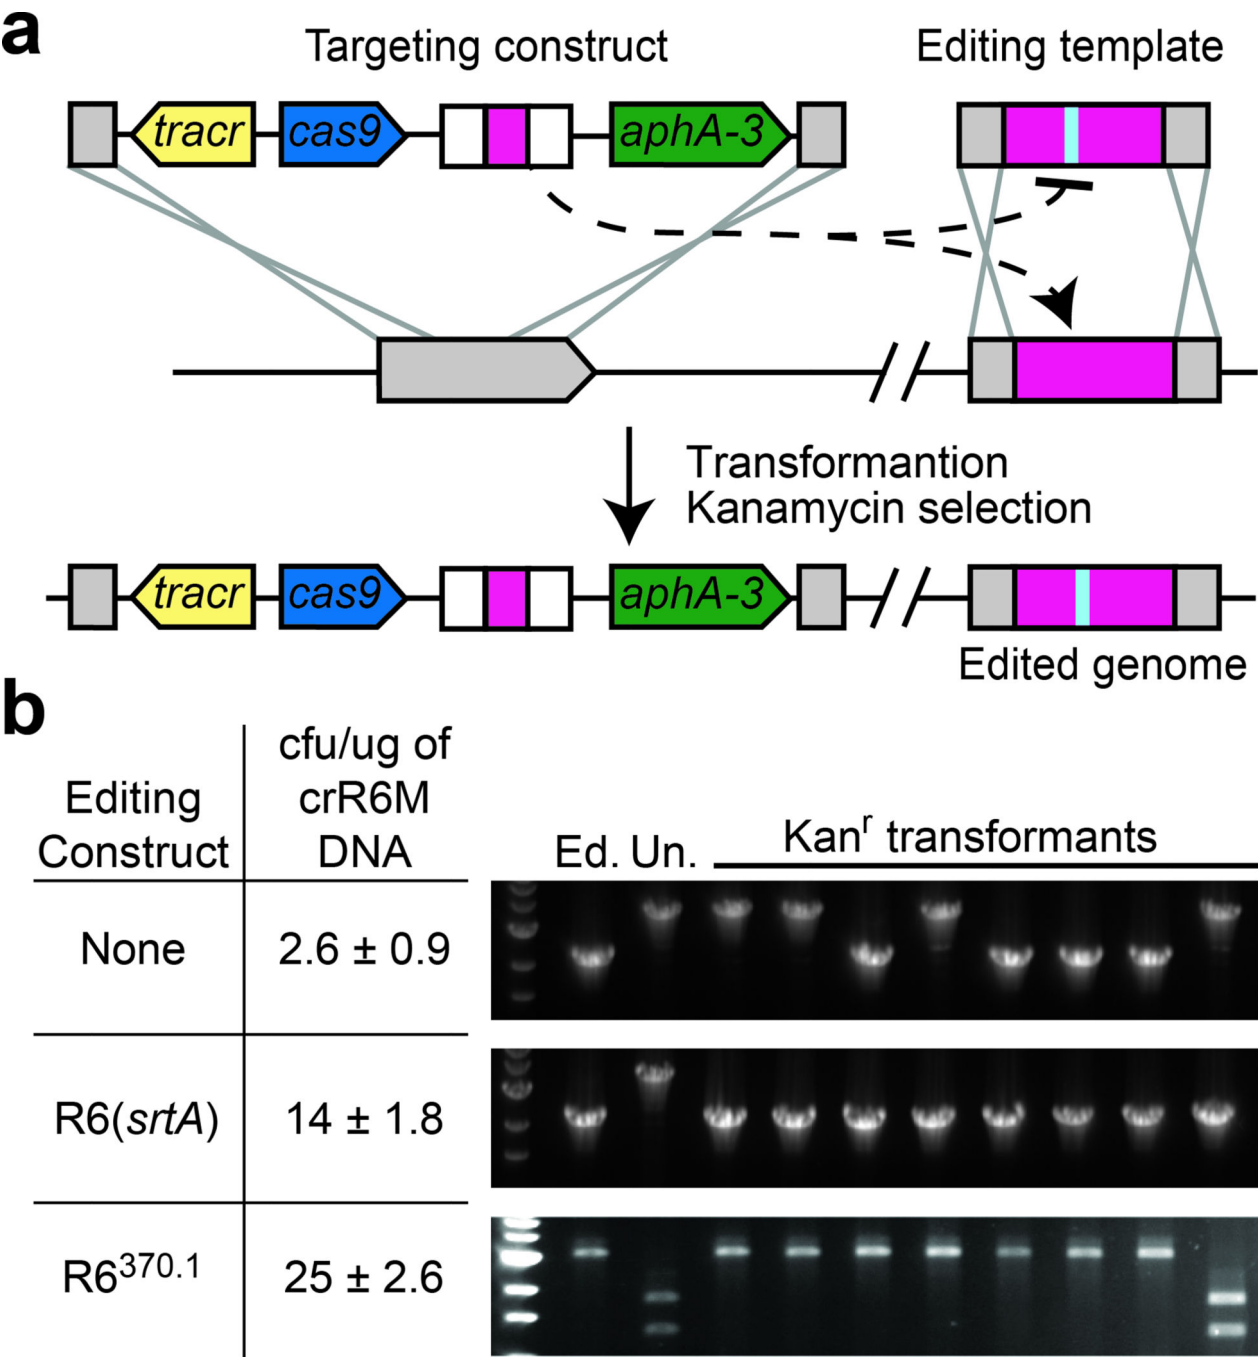 a
Targeting construct
Editing template
tracr
cas9
aphA-3
Transformantion
Kanamycin selection
tracr
cas9
aphA-3
Edited genome
b
Editing
Construct
cfu/ug of
crR6M
DNA
Ed. Un.
Kanʳ transformants
None
2.6 ± 0.9
R6(srtA)
14 ± 1.8
R6³⁷⁰·¹
25 ± 2.6